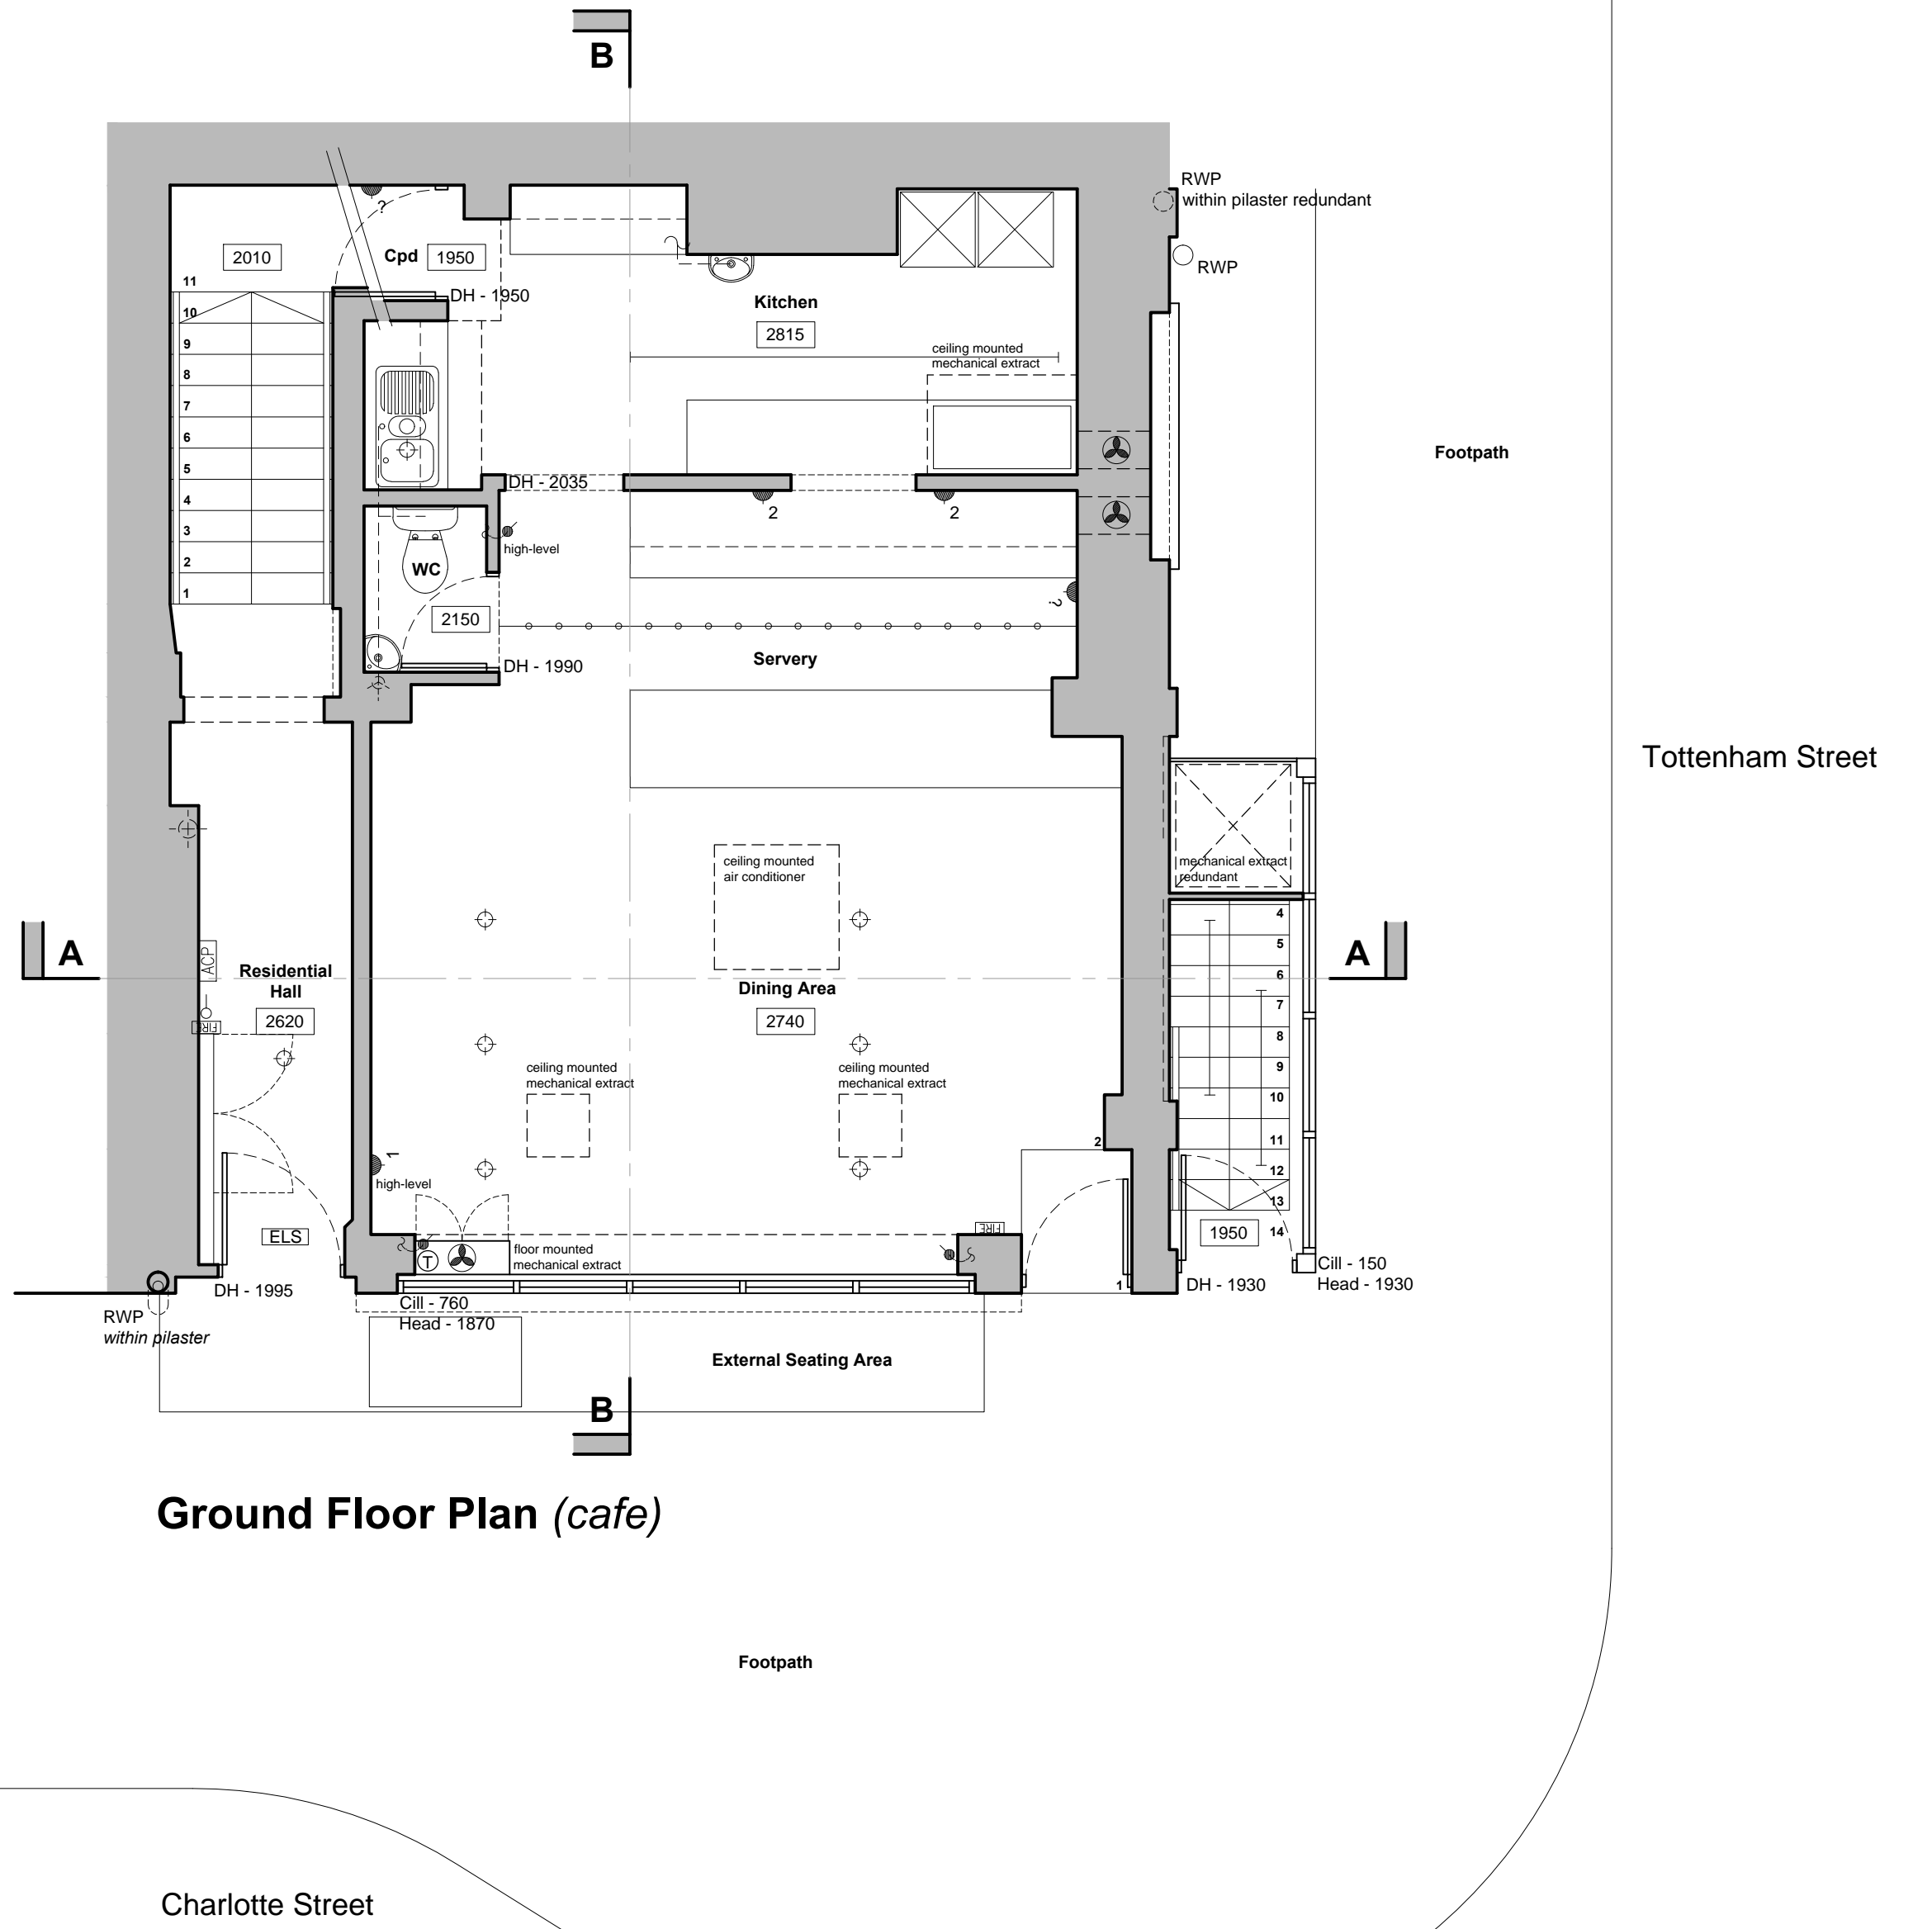 B
RWP
within pilaster redundant
RWP
?
2010
Cpd
1950
DH - 1950
Kitchen
2815
ceiling mounted
mechanical extract
11
10
9
8
7
6
5
4
3
2
1
Footpath
DH - 2035
2
2
high-level
WC
2150
?
DH - 1990
Servery
Tottenham Street
ceiling mounted
air conditioner
mechanical extract
redundant
A
ACP
Residential
Hall
2620
FIRE
Dining Area
2740
A
4
5
6
7
8
9
10
11
12
13
14
ceiling mounted
mechanical extract
ceiling mounted
mechanical extract
1
high-level
2
ELS
T
floor mounted
mechanical extract
FIRE
1950
DH - 1995
Cill - 760
Head - 1870
1
DH - 1930
Cill - 150
Head - 1930
RWP
within pilaster
External Seating Area
B
Ground Floor Plan (cafe)
Footpath
Charlotte Street